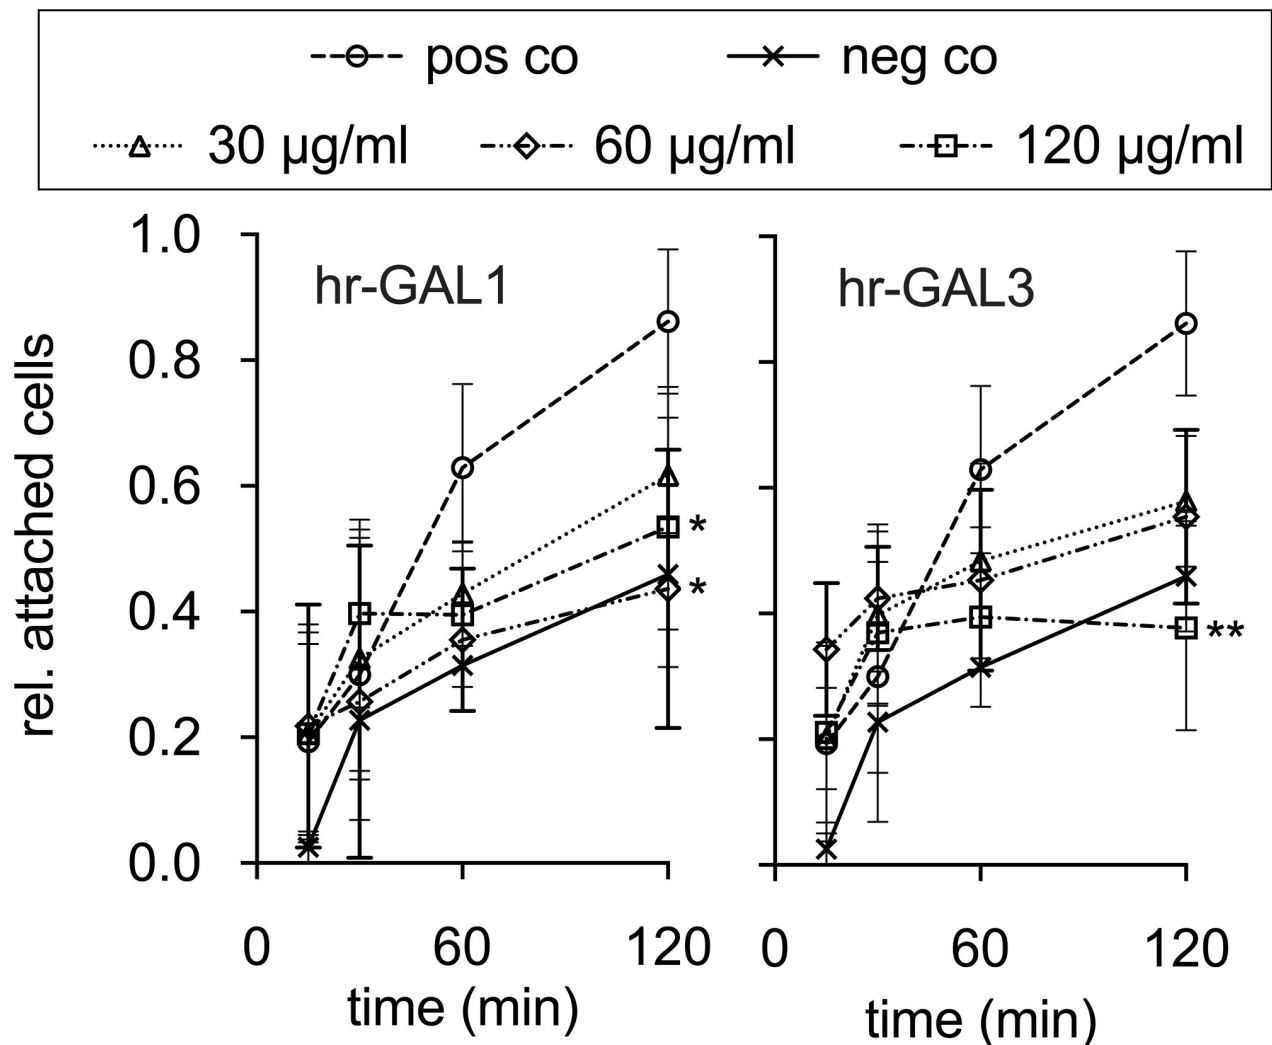 pos co neg co
30 µg/ml 60 µg/ml 120 µg/ml
hr-GAL1
rel. attached cells
1.0
0.8
0.6
0.4
0.2
0.0
*
*
0 60 120
time (min)
hr-GAL3
**
0 60 120
time (min)